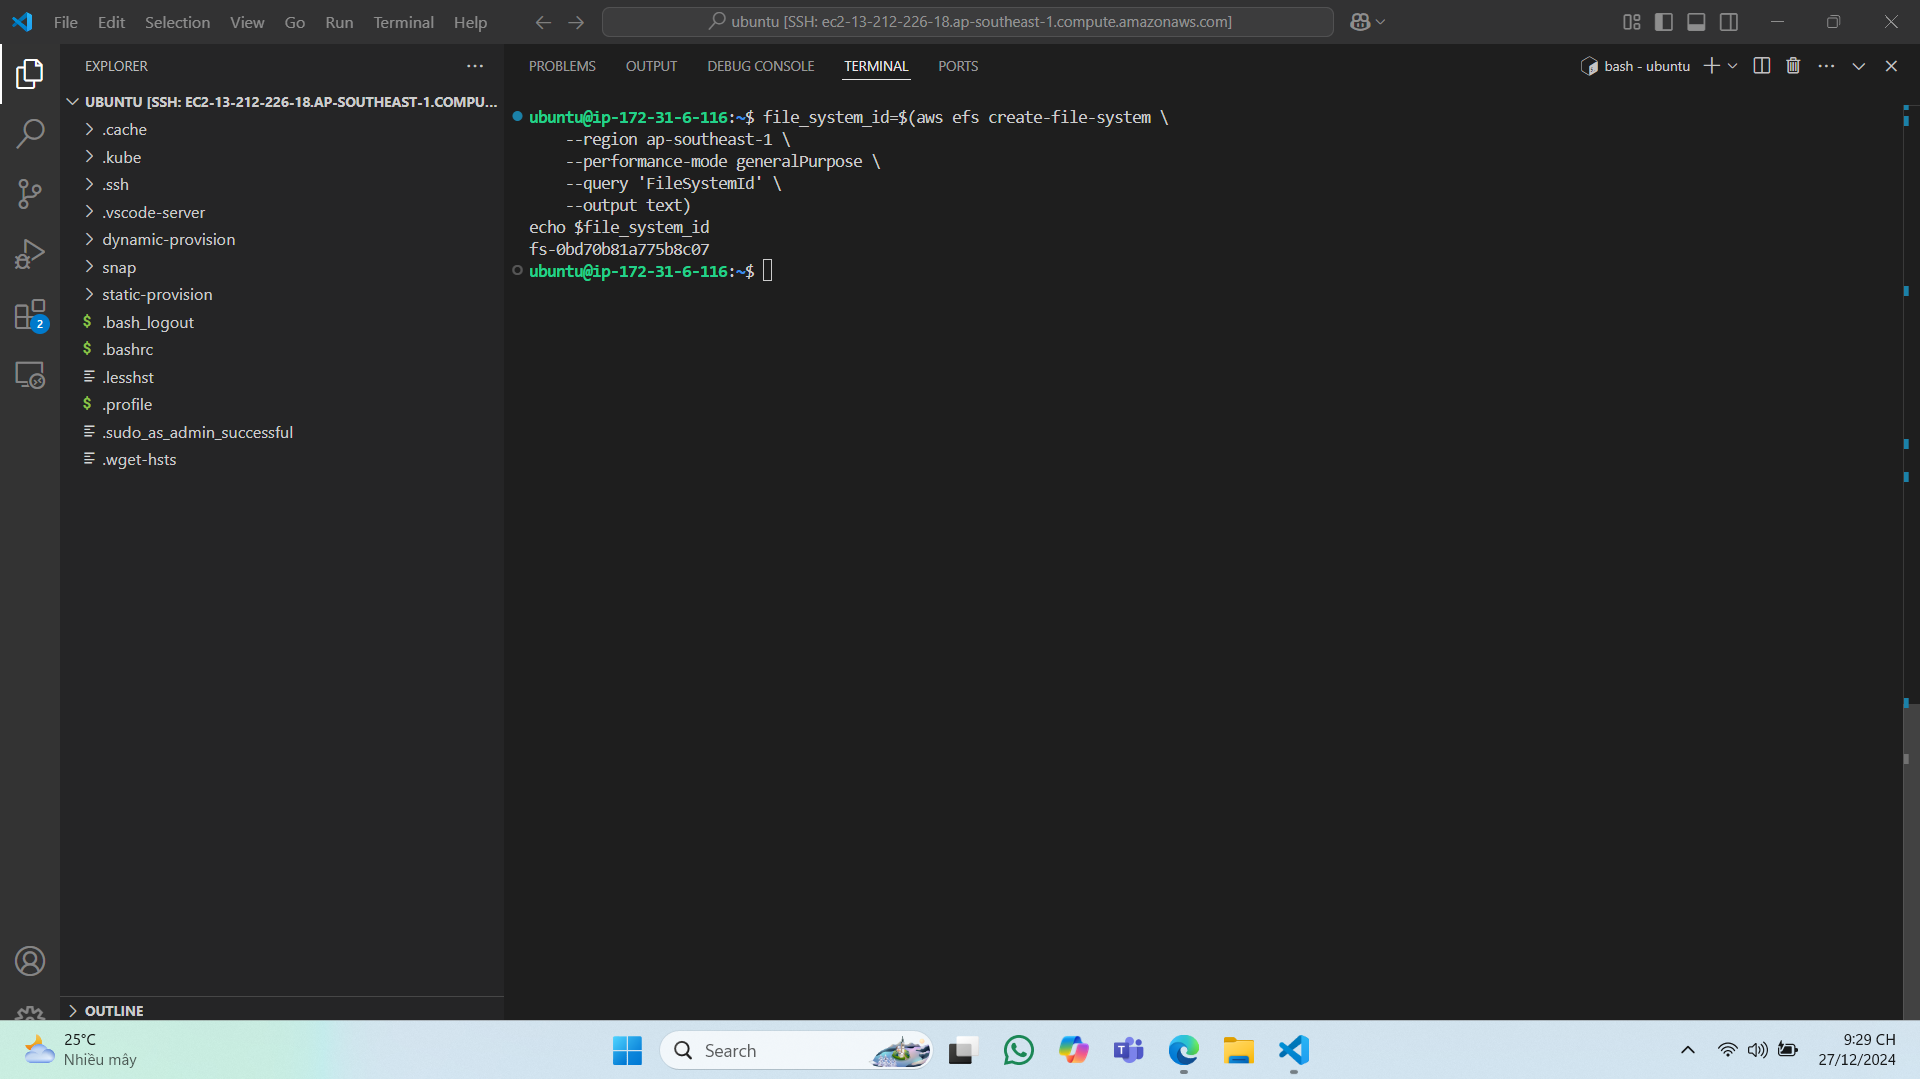 File Edit Selection View Go Run Terminal Help
ubuntu [SSH: ec2-13-212-226-18.ap-southeast-1.compute.amazonaws.com]
EXPLORER
UBUNTU [SSH: EC2-13-212-226-18.AP-SOUTHEAST-1.COMPU...
.cache
.kube
.ssh
.vscode-server
dynamic-provision
snap
static-provision
$ .bash_logout
$ .bashrc
.lesshst
$ .profile
.sudo_as_admin_successful
.wget-hsts
OUTLINE
2
PROBLEMS OUTPUT DEBUG CONSOLE TERMINAL PORTS
bash - ubuntu
ubuntu@ip-172-31-6-116:~$ file_system_id=$(aws efs create-file-system \
--region ap-southeast-1 \
--performance-mode generalPurpose \
--query 'FileSystemId' \
--output text)
echo $file_system_id
fs-0bd70b81a775b8c07
ubuntu@ip-172-31-6-116:~$
25°C
Nhiều mây
Search
9:29 CH
27/12/2024